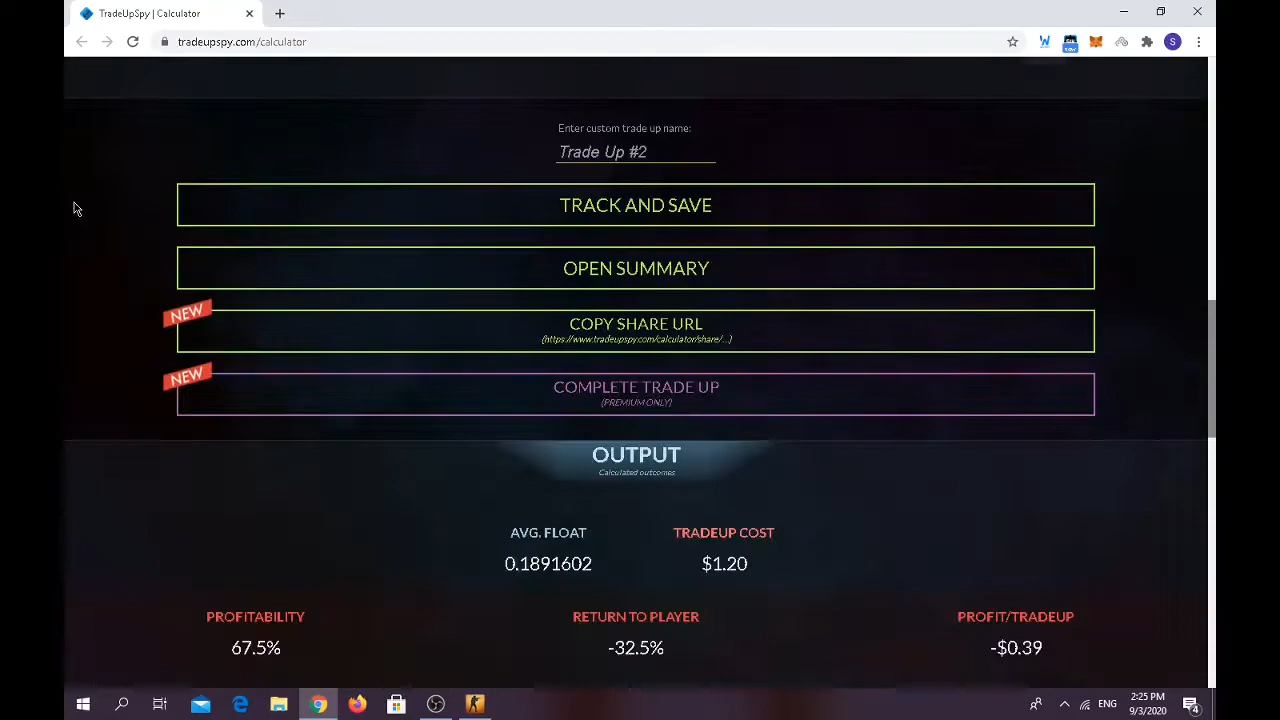 TradeUpSpy | Calculator
tradeupspy.com/calculator
W
new
S
Enter custom trade up name:
Trade Up #2
TRACK AND SAVE
OPEN SUMMARY
NEW
COPY SHARE URL
(https://www.tradeupspy.com/calculator/share/...)
NEW
COMPLETE TRADE UP
(PREMIUM ONLY)
OUTPUT
Calculated outcomes
AVG. FLOAT
TRADEUP COST
0.1891602
$1.20
PROFITABILITY
RETURN TO PLAYER
PROFIT/TRADEUP
67.5%
-32.5%
-$0.39
ENG
2:25 PM
9/3/2020
4